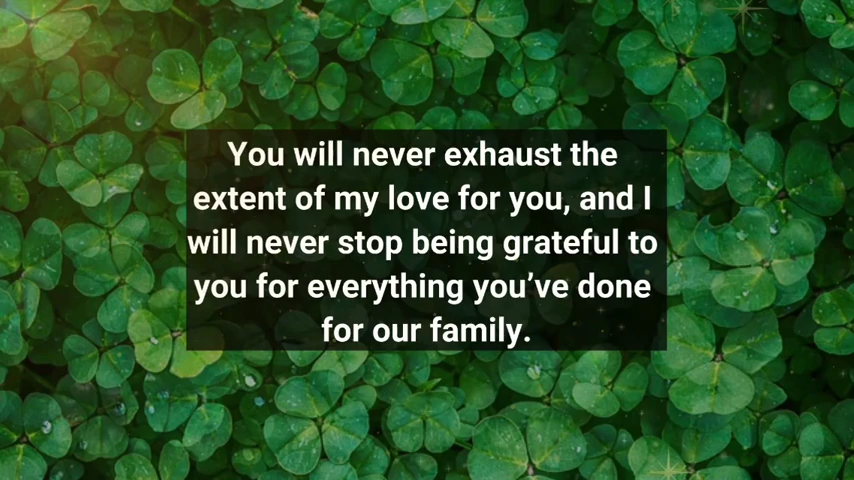 You will never exhaust the
extent of my love for you, and I
will never stop being grateful to
you for everything you’ve done
for our family.